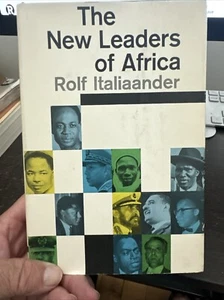 The
New Leaders
of Africa
Rolf Italiaander